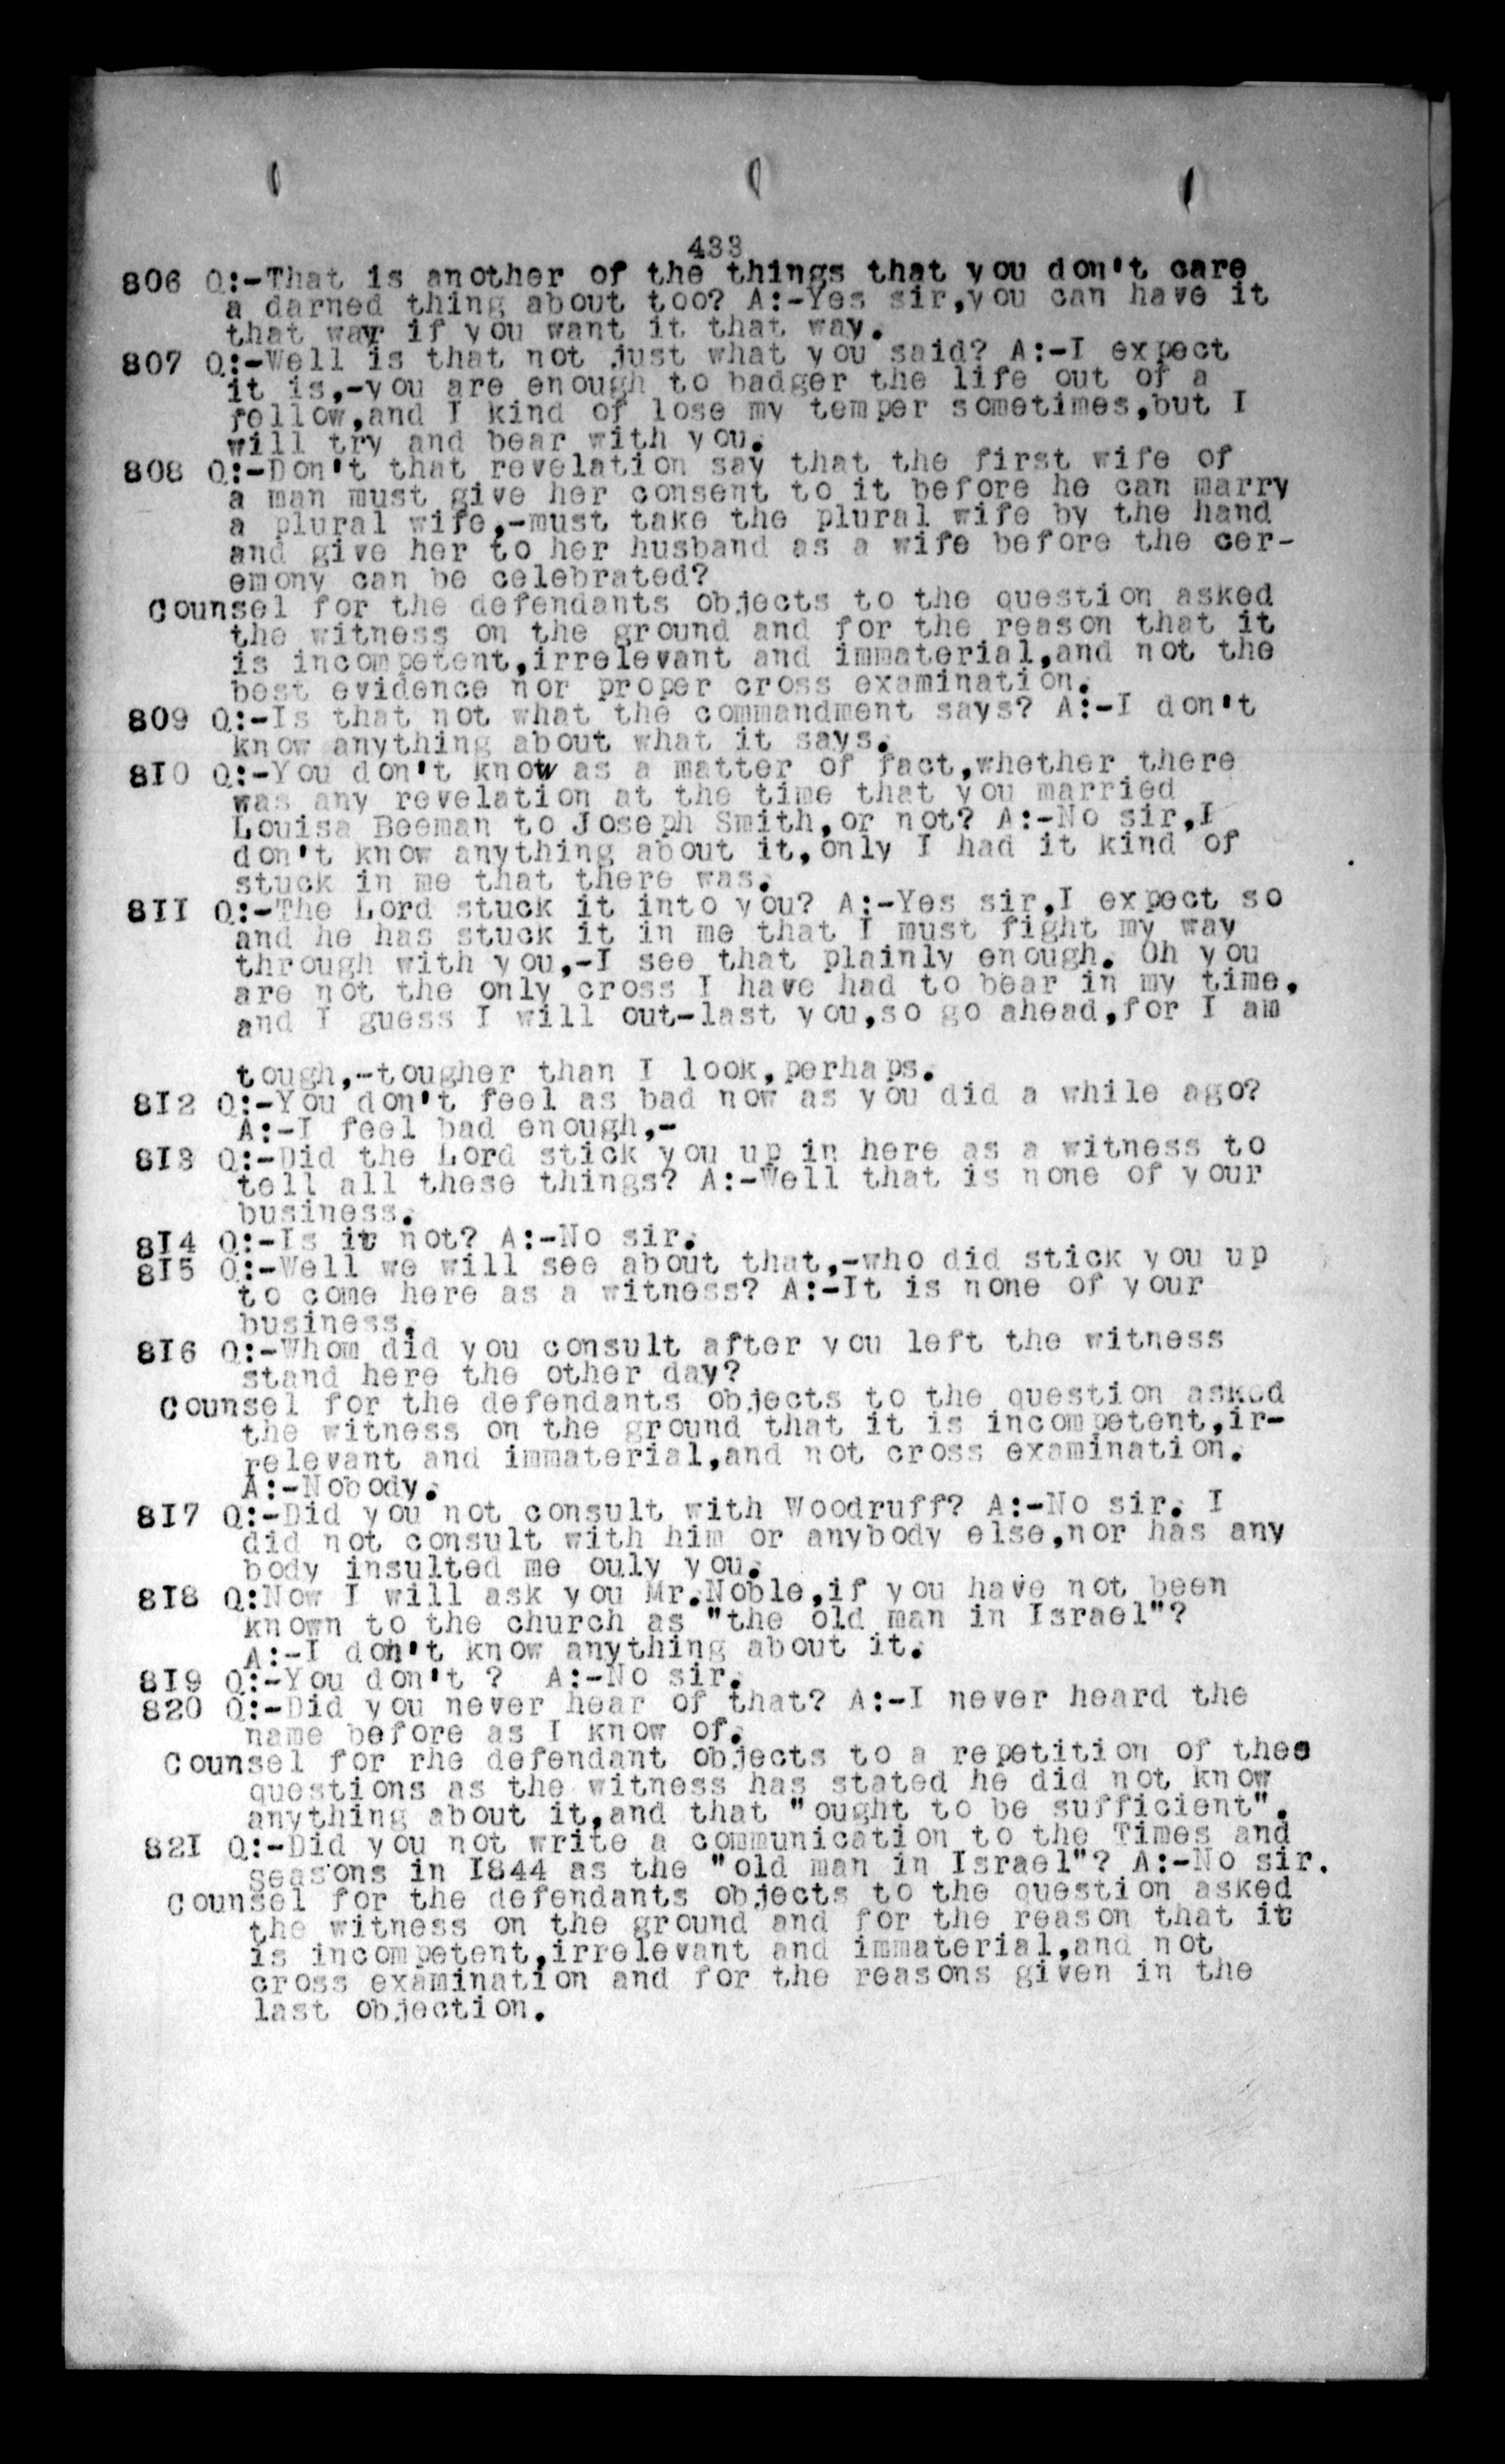 433
806 Q:-That is another of the things that you don't care
a darned thing about too? A:-Yes sir,you can have it
that way if you want it that way.
807 Q:-Well is that not just what you said? A:-I expect
it is,-you are enough to badger the life out of a
fellow,and I kind of lose my temper sometimes,but I
will try and bear with you.
808 Q:-Don't that revelation say that the first wife of
a man must give her consent to it before he can marry
a plural wife,-must take the plural wife by the hand
and give her to her husband as a wife before the cer-
emony can be celebrated?
Counsel for the defendants objects to the question asked
the witness on the ground and for the reason that it
is incompetent,irrelevant and immaterial,and not the
best evidence nor proper cross examination.
809 Q:-Is that not what the commandment says? A:-I don't
know anything about what it says.
8I0 Q:-You don't know as a matter of fact,whether there
was any revelation at the time that you married
Louisa Beeman to Joseph Smith,or not? A:-No sir,I
don't know anything about it,only I had it kind of
stuck in me that there was.
8II Q:-The Lord stuck it into you? A:-Yes sir,I expect so
and he has stuck it in me that I must fight my way
through with you,-I see that plainly enough. Oh you
are not the only cross I have had to bear in my time,
and I guess I will out-last you,so go ahead,for I am
tough,-tougher than I look,perhaps.
8I2 Q:-You don't feel as bad now as you did a while ago?
A:-I feel bad enough,-
8I3 Q:-Did the Lord stick you up in here as a witness to
tell all these things? A:-Well that is none of your
business.
8I4 Q:-Is it not? A:-No sir.
8I5 Q:-Well we will see about that,-who did stick you up
to come here as a witness? A:-It is none of your
business.
8I6 Q:-Whom did you consult after you left the witness
stand here the other day?
Counsel for the defendants objects to the question asked
the witness on the ground that it is incompetent,ir-
relevant and immaterial,and not cross examination.
A:-Nobody.
8I7 Q:-Did you not consult with Woodruff? A:-No sir. I
did not consult with him or anybody else,nor has any
body insulted me ouly you.
8I8 Q:Now I will ask you Mr.Noble,if you have not been
known to the church as "the old man in Israel"?
A:-I don't know anything about it.
8I9 Q:-You don't ? A:-No sir.
820 Q:-Did you never hear of that? A:-I never heard the
name before as I know of.
Counsel for rhe defendant objects to a repetition of thes
questions as the witness has stated he did not know
anything about it,and that "ought to be sufficient".
82I Q:-Did you not write a communication to the Times and
seasons in I844 as the "old man in Israel"? A:-No sir.
Counsel for the defendants objects to the question asked
the witness on the ground and for the reason that it
is incompetent,irrelevant and immaterial,and not
cross examination and for the reasons given in the
last objection.